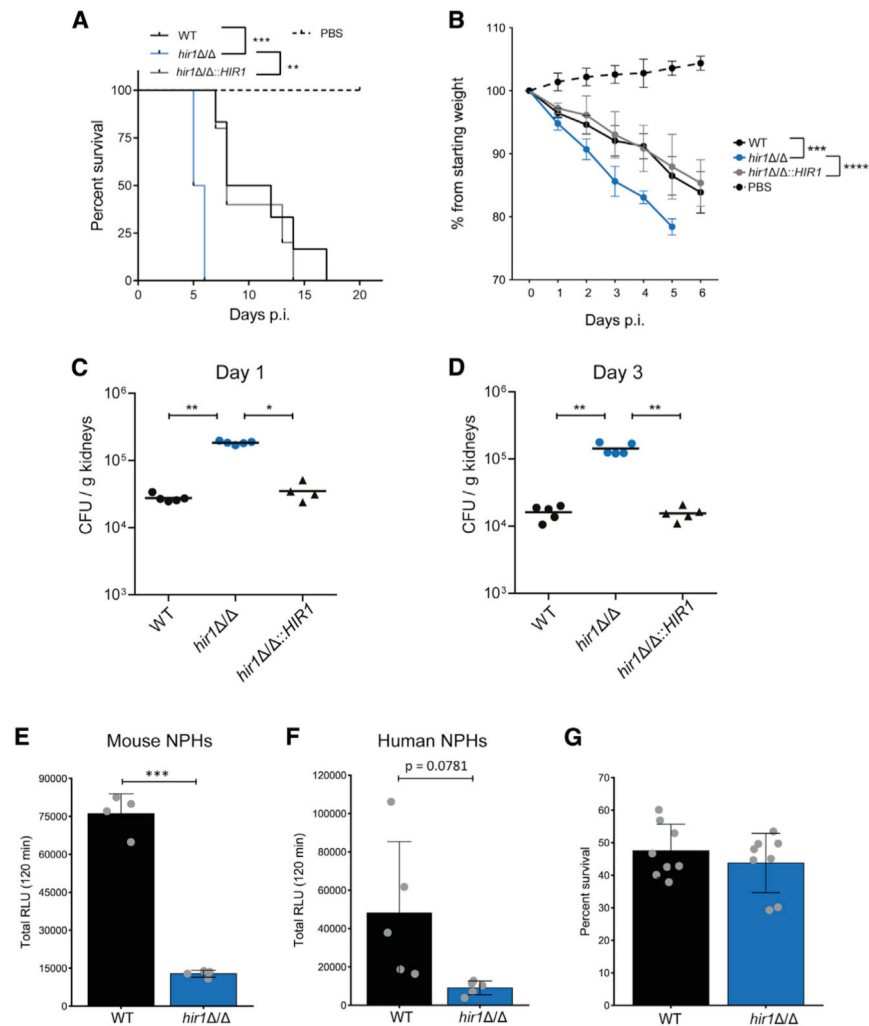 A
WT
PBS
***
hir1Δ/Δ
**
hir1Δ/Δ::HIR1
Percent survival
100
75
50
25
0
0 5 10 15 20
Days p.i.
B
% from starting weight
110
100
90
80
70
0 1 2 3 4 5 6
Days p.i.
WT
***
hir1Δ/Δ
****
hir1Δ/Δ::HIR1
PBS
C
Day 1
CFU / g kidneys
10⁶
10⁵
10⁴
10³
** *
WT hir1Δ/Δ hir1Δ/Δ::HIR1
D
Day 3
CFU / g kidneys
10⁶
10⁵
10⁴
10³
** **
WT hir1Δ/Δ hir1Δ/Δ::HIR1
E
Mouse NPHs
Total RLU (120 min)
90000
75000
60000
45000
30000
15000
0
***
WT hir1Δ/Δ
F
Human NPHs
Total RLU (120 min)
120000
100000
80000
60000
40000
20000
0
p = 0.0781
WT hir1Δ/Δ
G
Percent survival
70
60
50
40
30
20
10
0
WT hir1Δ/Δ